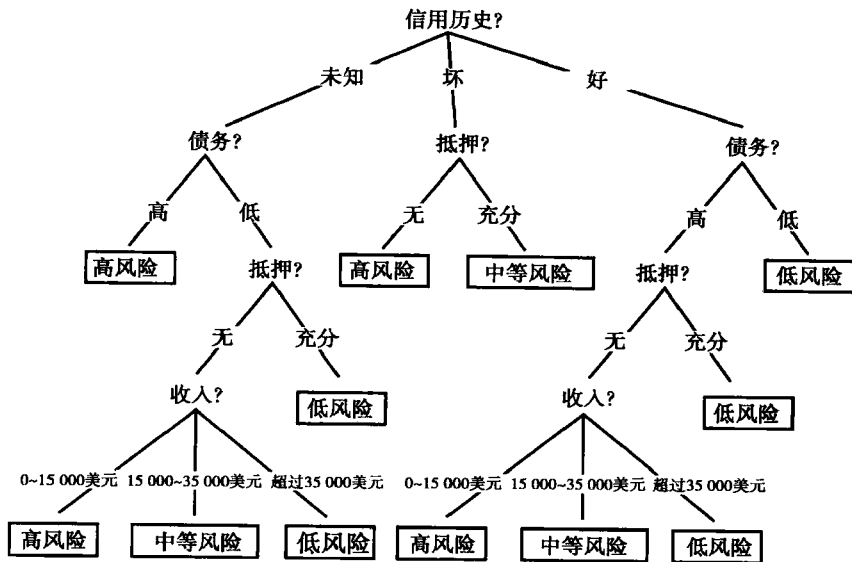 信用历史?
未知 坏 好
债务? 抵押? 债务?
高 低 无 充分 高 低
高风险 抵押? 高风险 中等风险 抵押? 低风险
无 充分 无 充分
收入? 低风险 收入? 低风险
0~15 000美元 15 000~35 000美元 超过35 000美元 0~15 000美元 15 000~35 000美元 超过35 000美元
高风险 中等风险 低风险 高风险 中等风险 低风险